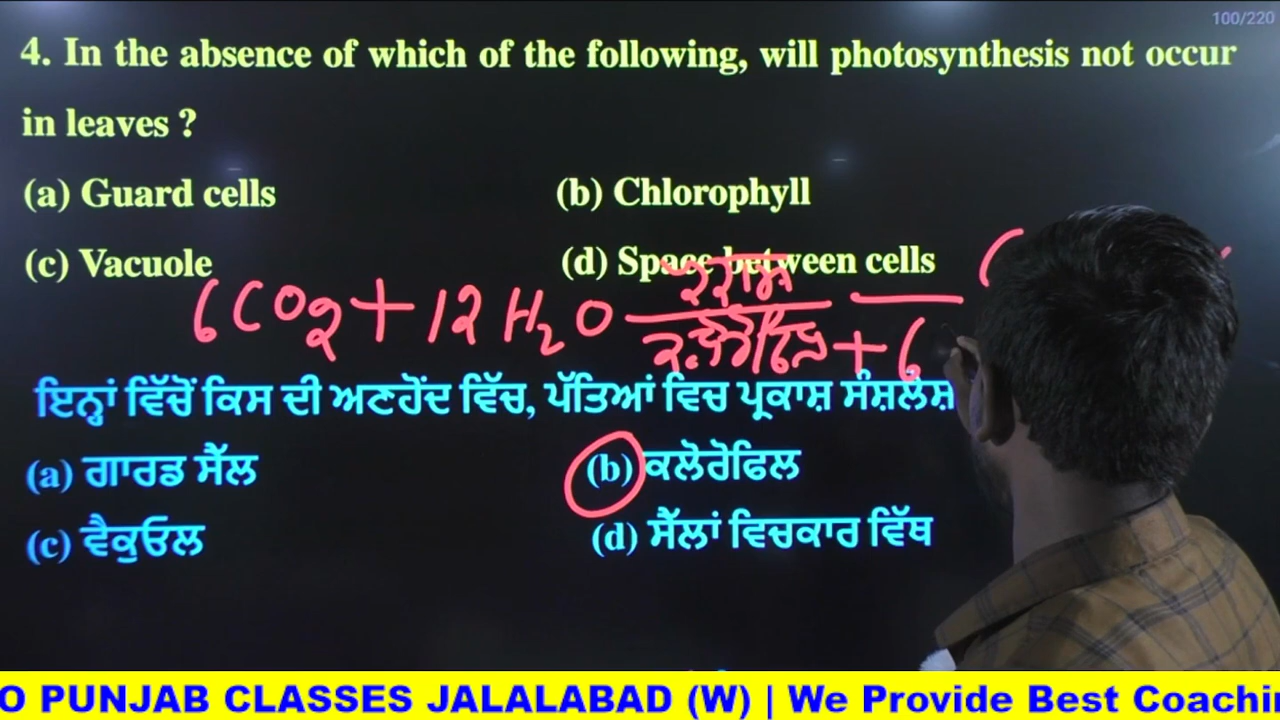 100/220
4. In the absence of which of the following, will photosynthesis not occur
in leaves ?
(a) Guard cells (b) Chlorophyll
(c) Vacuole (d) Space between cells
6CO2 + 12H2O + 6
ਇਨ੍ਹਾਂ ਵਿੱਚੋਂ ਕਿਸ ਦੀ ਅਣਹੋਂਦ ਵਿੱਚ, ਪੱਤਿਆਂ ਵਿਚ ਪ੍ਰਕਾਸ਼ ਸੰਸ਼ਲੇਸ਼
(a) ਗਾਰਡ ਸੈੱਲ (b) ਕਲੋਰੋਫਿਲ
(c) ਵੈਕੂਓਲ (d) ਸੈੱਲਾਂ ਵਿਚਕਾਰ ਵਿੱਥ
O PUNJAB CLASSES JALALABAD (W) | We Provide Best Coachi